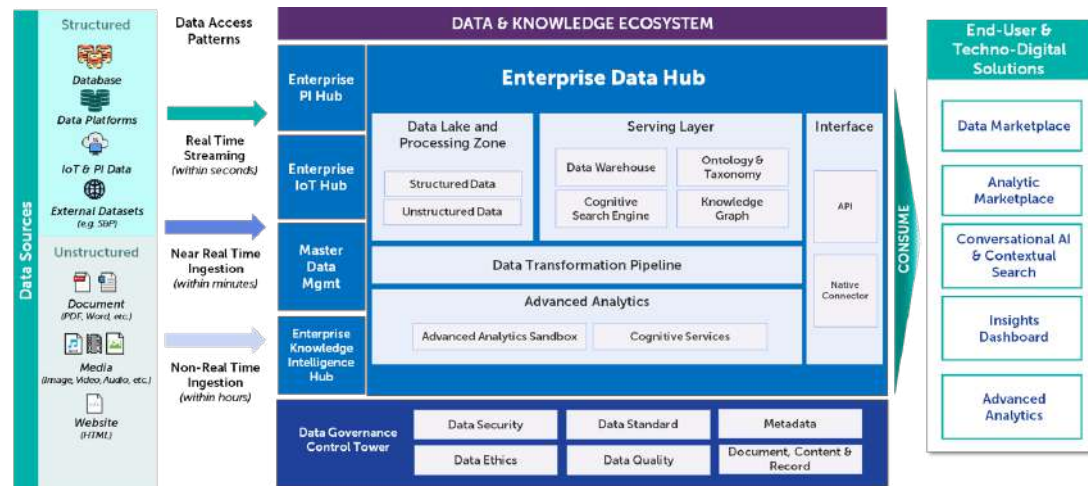 Data Sources
Structured
Database
Data Platforms
IoT & PI Data
External Datasets
(e.g. S&P)
Unstructured
Document
(PDF, Word, etc.)
Media
(Image, Video, Audio, etc.)
Website
(HTML)
Data Access
Patterns
Real Time
Streaming
(within seconds)
Near Real Time
Ingestion
(within minutes)
Non-Real Time
Ingestion
(within hours)
DATA & KNOWLEDGE ECOSYSTEM
Enterprise
PI Hub
Enterprise
IoT Hub
Master
Data
Mgmt
Enterprise
Knowledge
Intelligence
Hub
Enterprise Data Hub
Data Lake and
Processing Zone
Structured Data
Unstructured Data
Serving Layer
Data Warehouse
Ontology &
Taxonomy
Cognitive
Search Engine
Knowledge
Graph
Interface
API
Native
Connector
Data Transformation Pipeline
Advanced Analytics
Advanced Analytics Sandbox
Cognitive Services
Data Governance
Control Tower
Data Security
Data Standard
Metadata
Data Ethics
Data Quality
Document, Content &
Record
CONSUME
End-User &
Techno-Digital
Solutions
Data Marketplace
Analytic
Marketplace
Conversational AI
& Contextual
Search
Insights
Dashboard
Advanced
Analytics